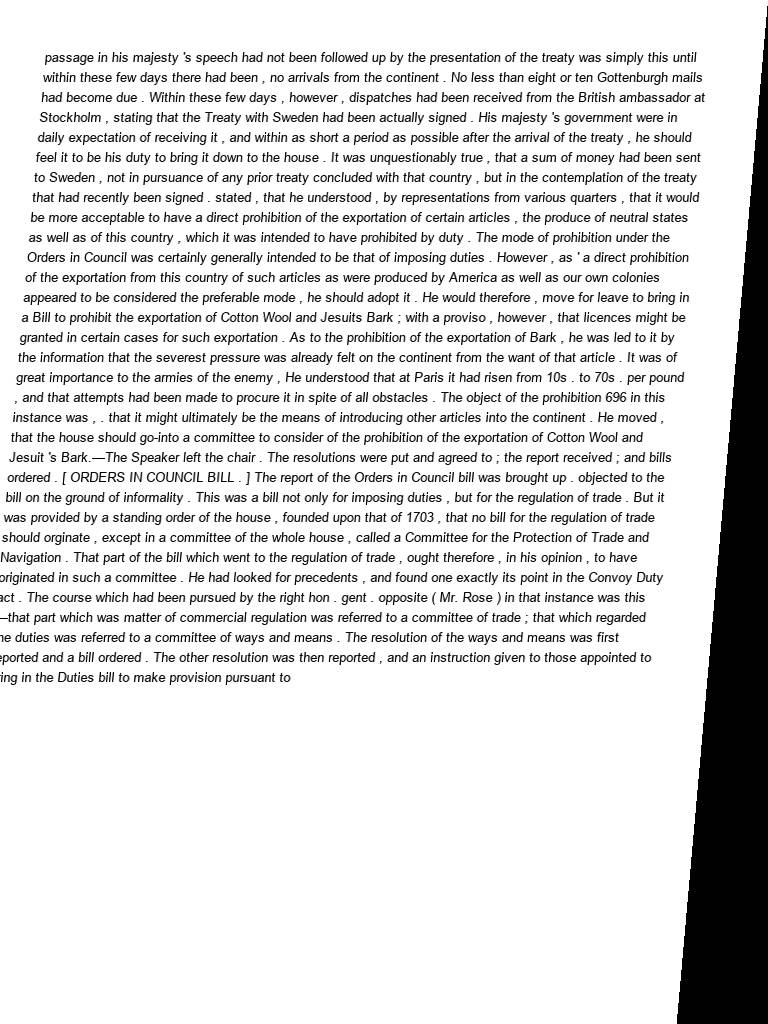 passage in his majesty 's speech had not been followed up by the presentation of the treaty was simply this until
within these few days there had been , no arrivals from the continent . No less than eight or ten Gottenburgh mails
had become due . Within these few days , however , dispatches had been received from the British ambassador at
Stockholm , stating that the Treaty with Sweden had been actually signed . His majesty 's government were in
daily expectation of receiving it , and within as short a period as possible after the arrival of the treaty , he should
feel it to be his duty to bring it down to the house . It was unquestionably true , that a sum of money had been sent
to Sweden , not in pursuance of any prior treaty concluded with that country , but in the contemplation of the treaty
that had recently been signed . stated , that he understood , by representations from various quarters , that it would
be more acceptable to have a direct prohibition of the exportation of certain articles , the produce of neutral states
as well as of this country , which it was intended to have prohibited by duty . The mode of prohibition under the
Orders in Council was certainly generally intended to be that of imposing duties . However , as ' a direct prohibition
of the exportation from this country of such articles as were produced by America as well as our own colonies
appeared to be considered the preferable mode , he should adopt it . He would therefore , move for leave to bring in
a Bill to prohibit the exportation of Cotton Wool and Jesuits Bark ; with a proviso , however , that licences might be
granted in certain cases for such exportation . As to the prohibition of the exportation of Bark , he was led to it by
the information that the severest pressure was already felt on the continent from the want of that article . It was of
great importance to the armies of the enemy , He understood that at Paris it had risen from 10s . to 70s . per pound
, and that attempts had been made to procure it in spite of all obstacles . The object of the prohibition 696 in this
instance was , . that it might ultimately be the means of introducing other articles into the continent . He moved ,
that the house should go-into a committee to consider of the prohibition of the exportation of Cotton Wool and
Jesuit 's Bark.—The Speaker left the chair . The resolutions were put and agreed to ; the report received ; and bills
ordered . [ ORDERS IN COUNCIL BILL . ] The report of the Orders in Council bill was brought up . objected to the
bill on the ground of informality . This was a bill not only for imposing duties , but for the regulation of trade . But it
was provided by a standing order of the house , founded upon that of 1703 , that no bill for the regulation of trade
should orginate , except in a committee of the whole house , called a Committee for the Protection of Trade and
Navigation . That part of the bill which went to the regulation of trade , ought therefore , in his opinion , to have
originated in such a committee . He had looked for precedents , and found one exactly its point in the Convoy Duty
act . The course which had been pursued by the right hon . gent . opposite ( Mr. Rose ) in that instance was this
—that part which was matter of commercial regulation was referred to a committee of trade ; that which regarded
he duties was referred to a committee of ways and means . The resolution of the ways and means was first
eported and a bill ordered . The other resolution was then reported , and an instruction given to those appointed to
ing in the Duties bill to make provision pursuant to